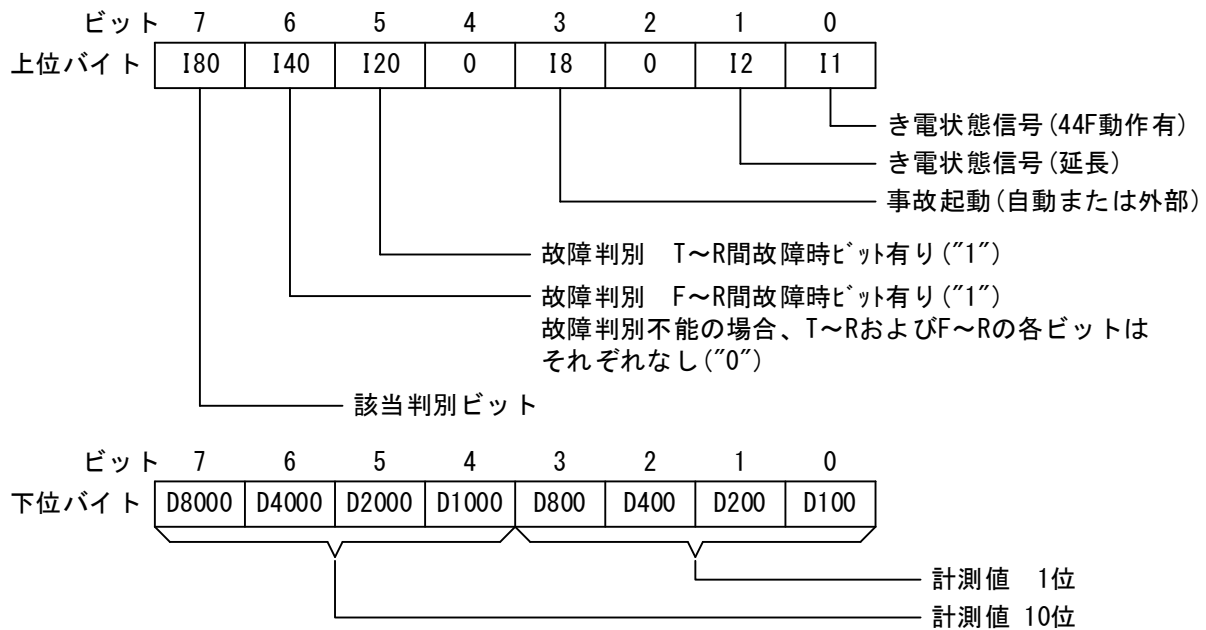 ビット 7 6 5 4 3 2 1 0
上位バイト I80 I40 I20 0 I8 0 I2 I1
き電状態信号(44F動作有)
き電状態信号(延長)
事故起動(自動または外部)
故障判別 T～R間故障時ﾋﾞｯﾄ有り("1")
故障判別 F～R間故障時ﾋﾞｯﾄ有り("1")
故障判別不能の場合、T～RおよびF～Rの各ビットは
それぞれなし("0")
該当判別ビット
ビット 7 6 5 4 3 2 1 0
下位バイト D8000 D4000 D2000 D1000 D800 D400 D200 D100
計測値 1位
計測値 10位